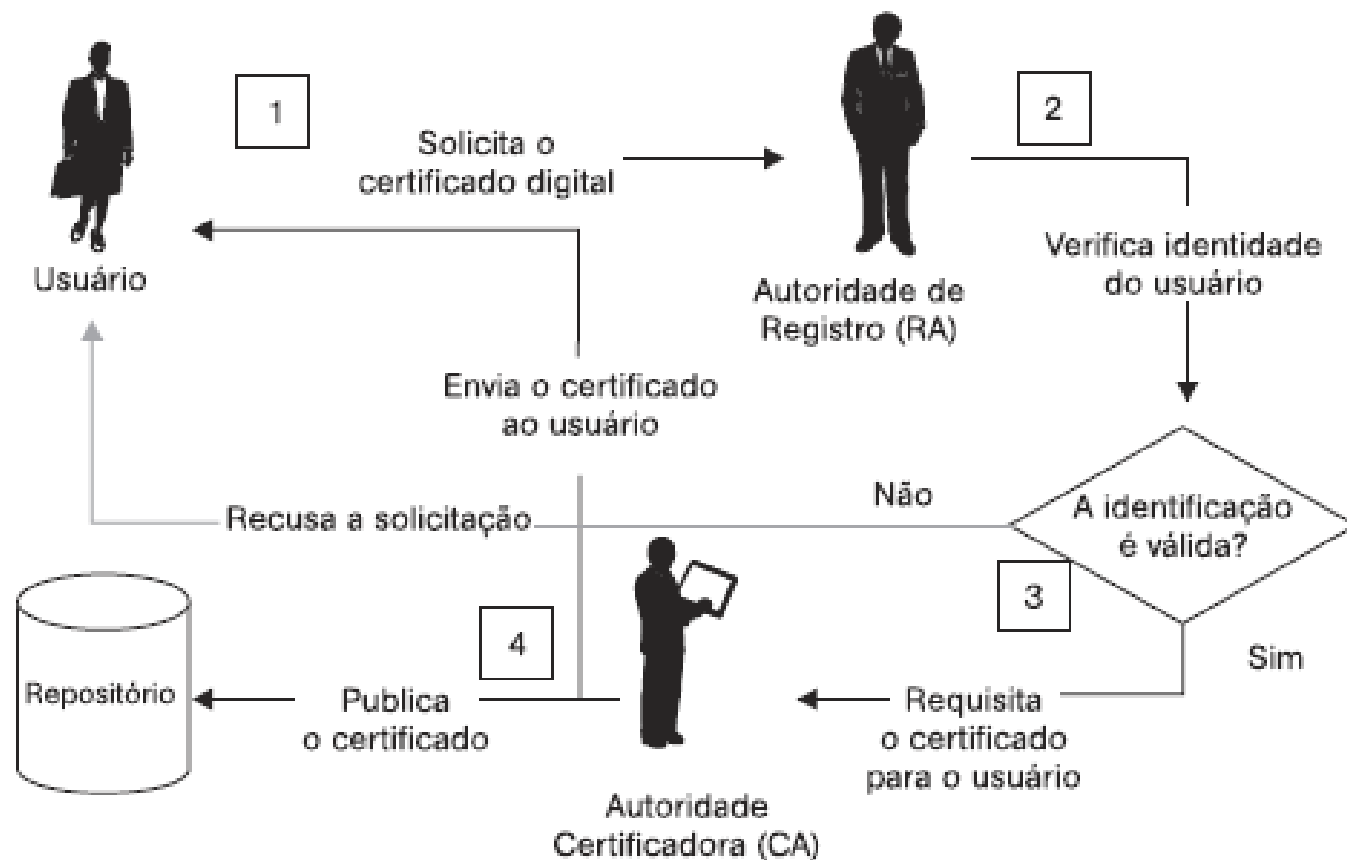 1
Solicita o
certificado digital
2
Usuário
Autoridade de
Registro (RA)
Verifica identidade
do usuário
Envia o certificado
ao usuário
Não
A identificação
é válida?
Recusa a solicitação
3
Sim
4
Repositório
Publica
o certificado
Requisita
o certificado
para o usuário
Autoridade
Certificadora (CA)